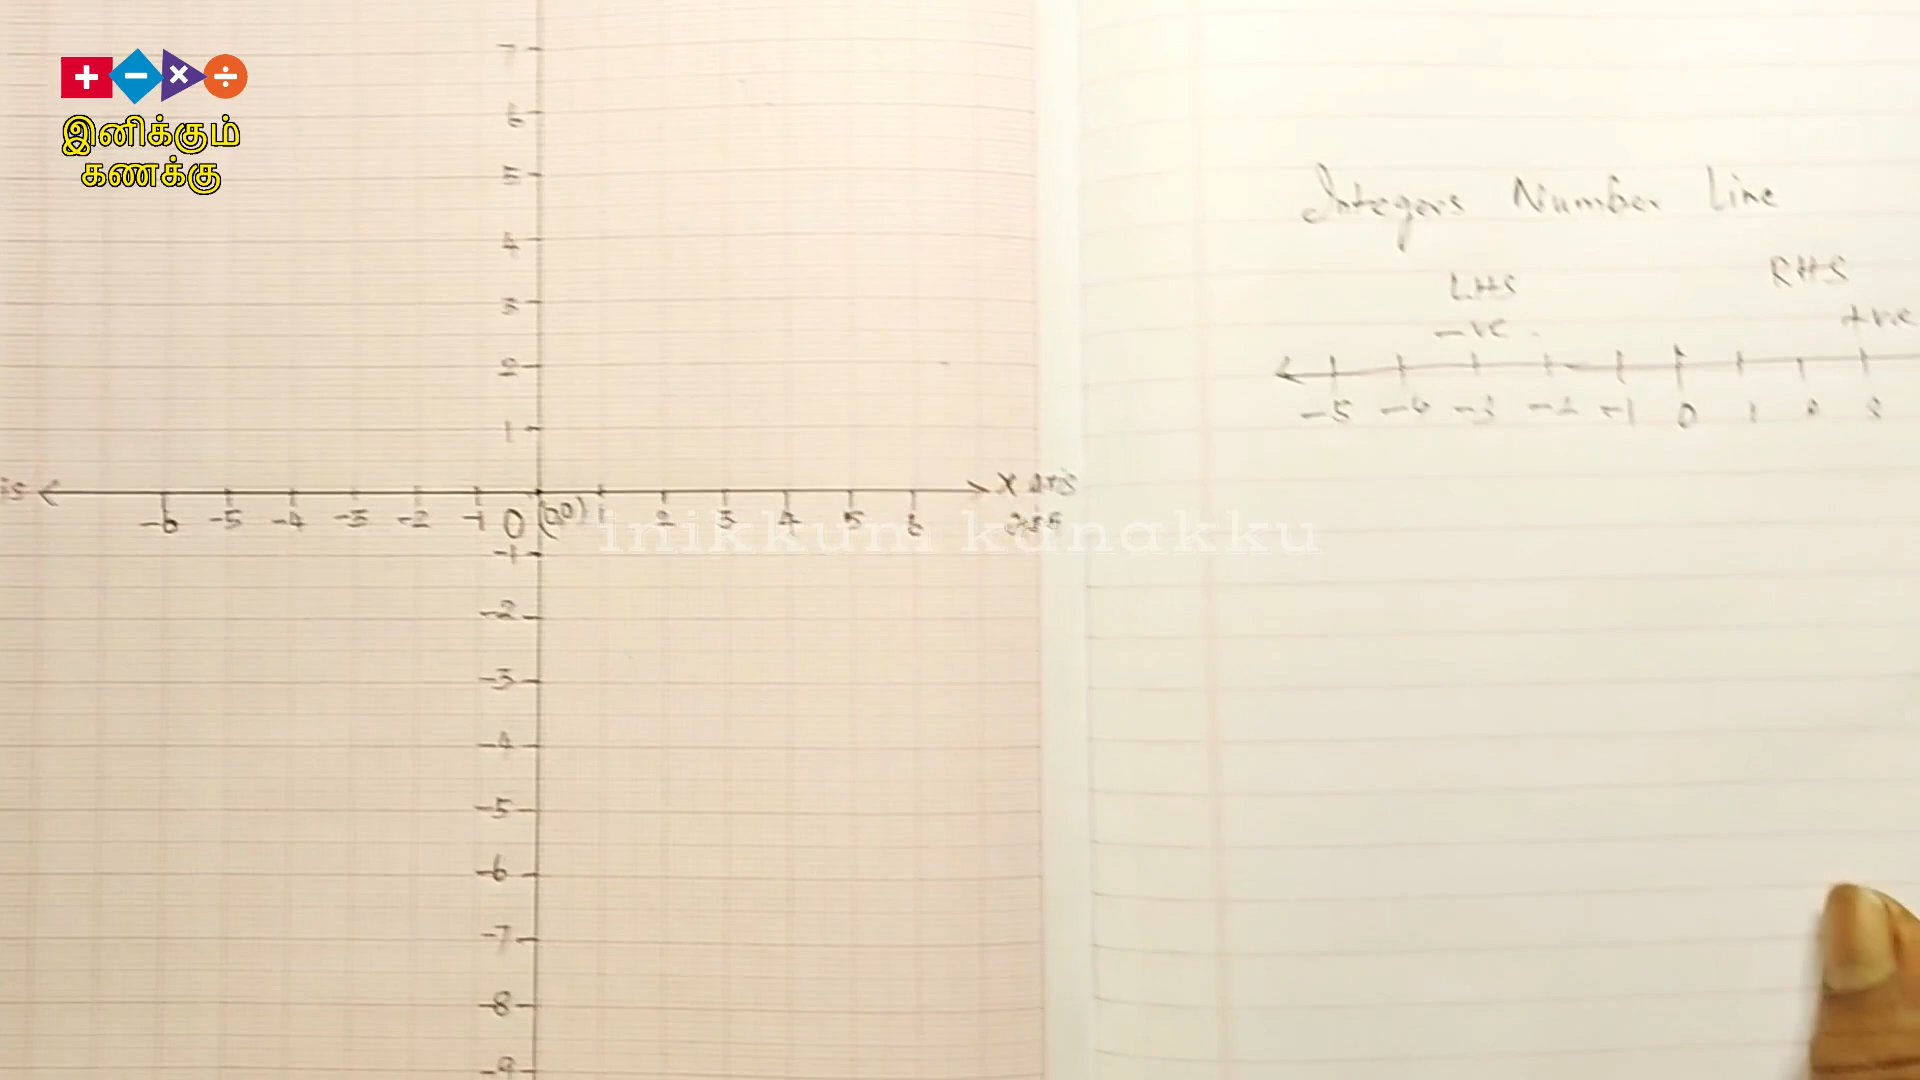 + − × ÷
இனிக்கும்
கணக்கு
7
6
5
4
3
2
1
is
X axis
-6 -5 -4 -3 -2 -1 0 (0,0) 1 2 3 4 5 6
-1
-2
-3
-4
-5
-6
-7
-8
-9
inikkum kanakku
Integers Number Line
LHS RHS
-ve +ve
-5 -4 -3 -2 -1 0 1 2 3